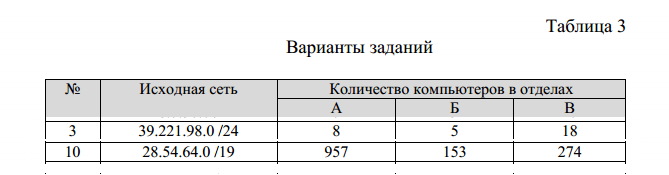 Таблица 3
Варианты заданий
№ Исходная сеть Количество компьютеров в отделах
А Б В
3 39.221.98.0 /24 8 5 18
10 28.54.64.0 /19 957 153 274